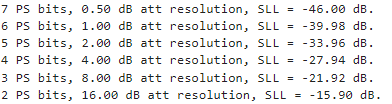 7 PS bits, 0.50 dB att resolution, SLL = -46.00 dB.
6 PS bits, 1.00 dB att resolution, SLL = -39.98 dB.
5 PS bits, 2.00 dB att resolution, SLL = -33.96 dB.
4 PS bits, 4.00 dB att resolution, SLL = -27.94 dB.
3 PS bits, 8.00 dB att resolution, SLL = -21.92 dB.
2 PS bits, 16.00 dB att resolution, SLL = -15.90 dB.